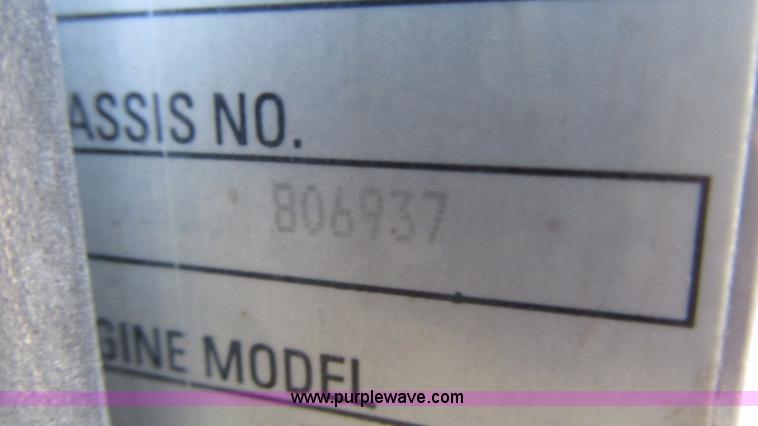 ASSIS NO.
806937
GINE MODEL
www.purplewave.com